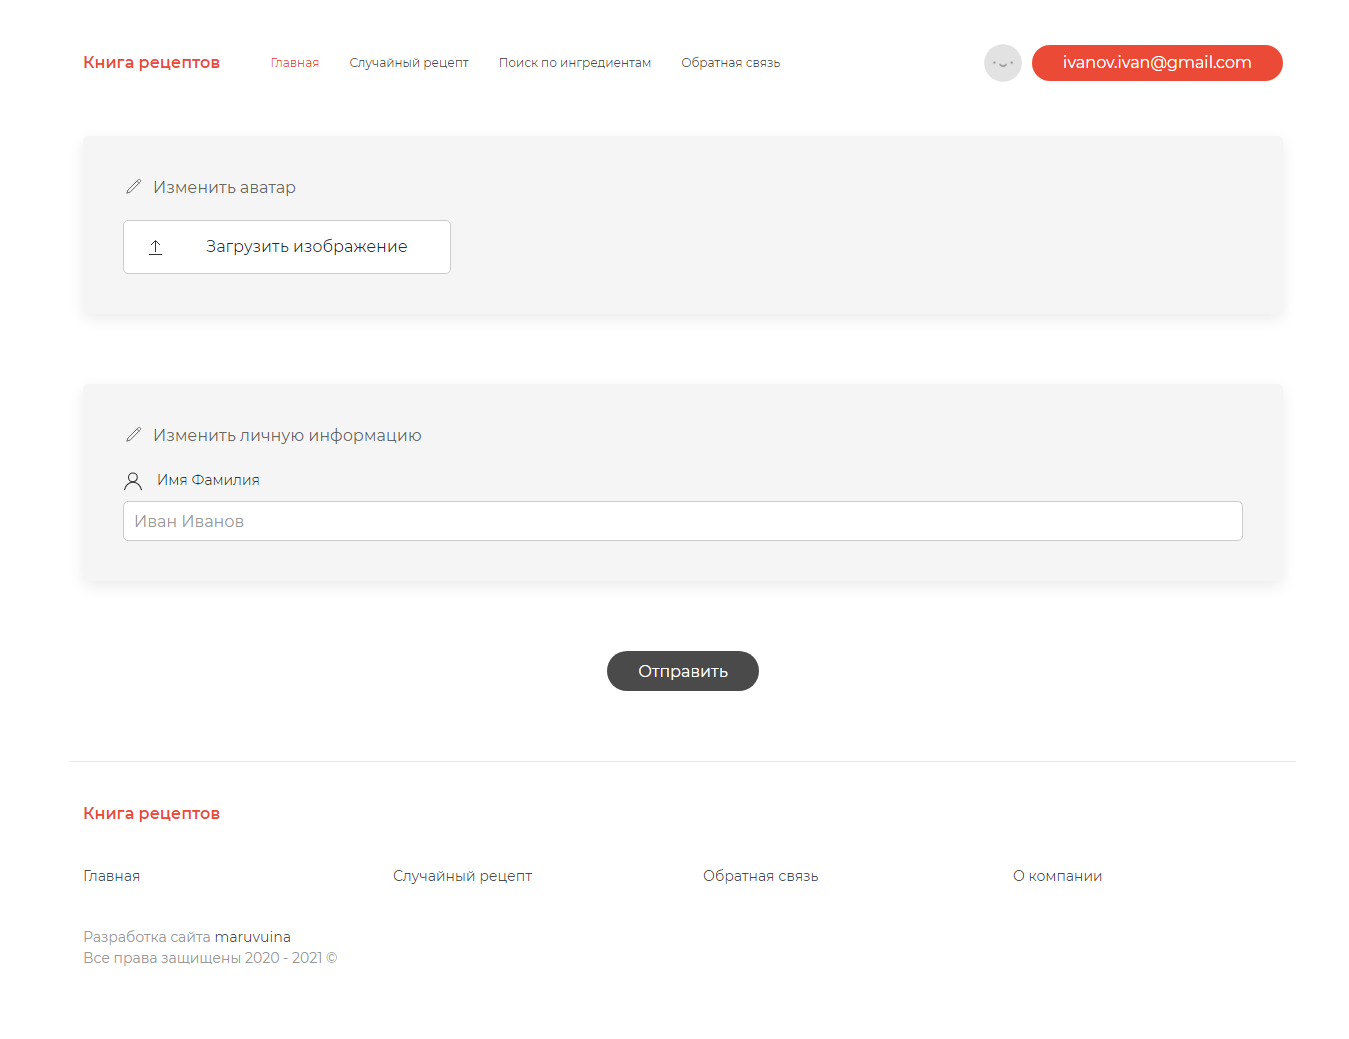 Книга рецептов
Главная
Случайный рецепт
Поиск по ингредиентам
Обратная связь
ivanov.ivan@gmail.com
Изменить аватар
Загрузить изображение
Изменить личную информацию
Имя Фамилия
Иван Иванов
Отправить
Книга рецептов
Главная
Случайный рецепт
Обратная связь
О компании
Разработка сайта maruvuina
Все права защищены 2020 - 2021 ©